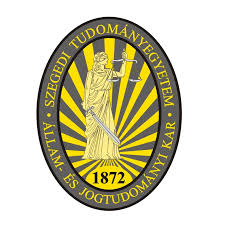 SZEGEDI TUDOMÁNYEGYETEM
ÁLLAM- ÉS JOGTUDOMÁNYI KAR
1872